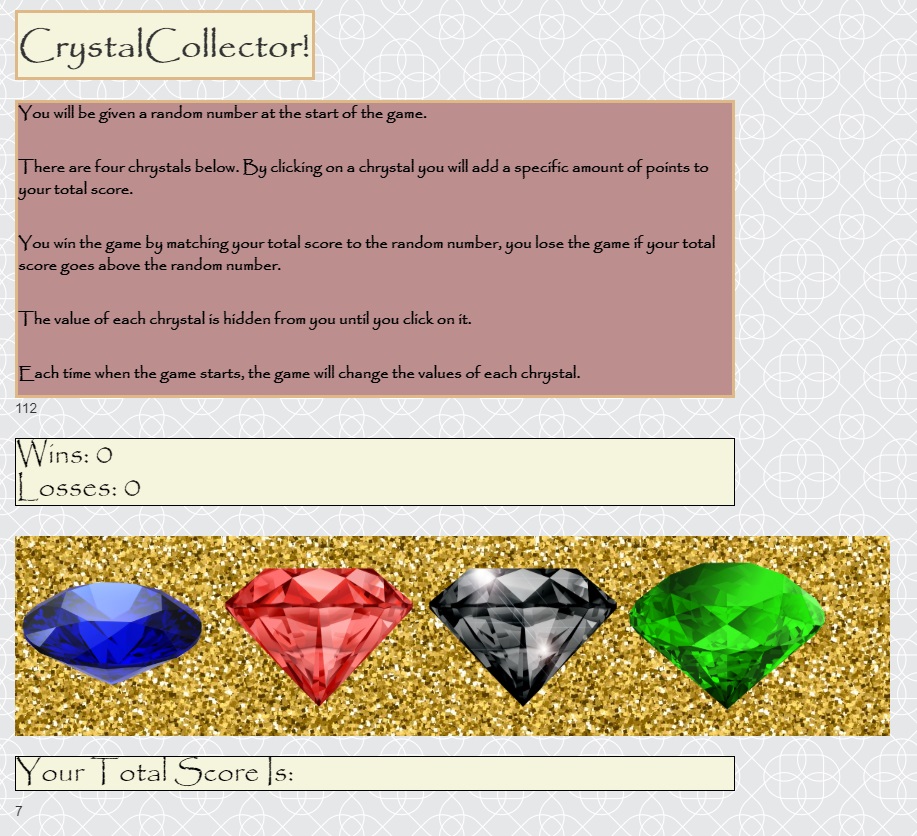 CrystalCollector!
You will be given a random number at the start of the game.
There are four chrystals below. By clicking on a chrystal you will add a specific amount of points to
your total score.
You win the game by matching your total score to the random number, you lose the game if your total
score goes above the random number.
The value of each chrystal is hidden from you until you click on it.
Each time when the game starts, the game will change the values of each chrystal.
112
Wins: 0
Losses: 0
Your Total Score Is:
7